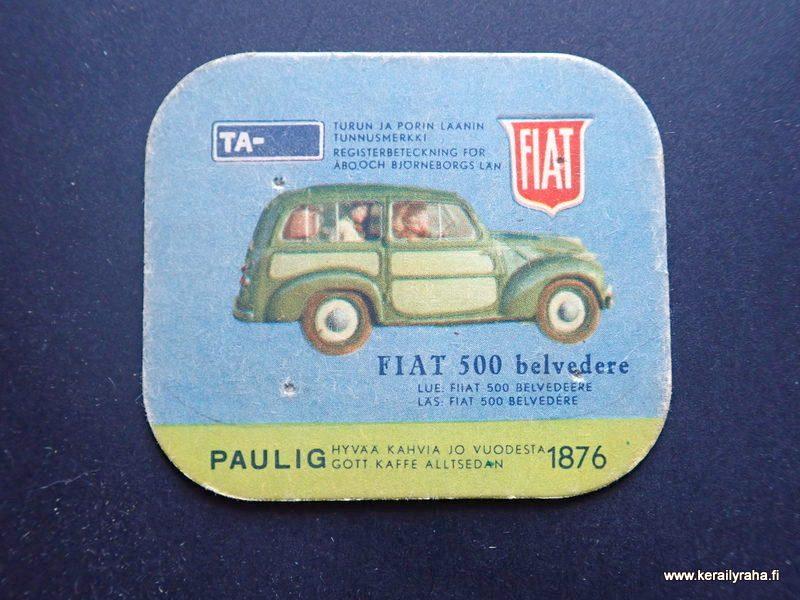 TA-
TURUN JA PORIN LÄÄNIN
TUNNUSMERKKI
REGISTERBETECKNING FÖR
ÅBO OCH BJÖRNEBORGS LÄN
FIAT
FIAT 500 belvedere
LUE: FIIAT 500 BELVEDEERE
LÄS: FIAT 500 BELVEDÉRE
PAULIG
HYVÄÄ KAHVIA JO VUODESTA
GOTT KAFFE ALLTSEDAN
1876
www.kerailyraha.fi